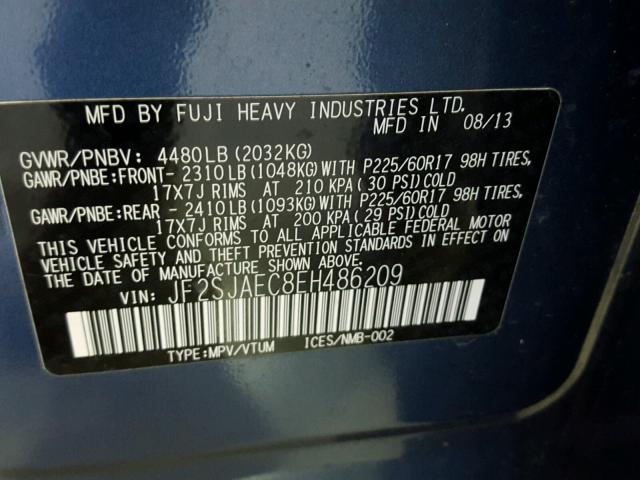 MFD BY FUJI HEAVY INDUSTRIES LTD.
MFD IN 08/13
GVWR/PNBV: 4480LB(2032KG)
GAWR/PNBE:FRONT- 2310LB(1048KG)WITH P225/60R17 98H TIRES,
17X7J RIMS AT 210 KPA(30 PSI)COLD
GAWR/PNBE:REAR - 2410LB(1093KG)WITH P225/60R17 98H TIRES,
17X7J RIMS AT 200 KPA(29 PSI)COLD
THIS VEHICLE CONFORMS TO ALL APPLICABLE FEDERAL MOTOR
VEHICLE SAFETY AND THEFT PREVENTION STANDARDS IN EFFECT ON
THE DATE OF MANUFACTURE SHOWN ABOVE.
VIN: JF2SJAEC8EH486209
TYPE:MPV/VTUM ICES/NMB-002